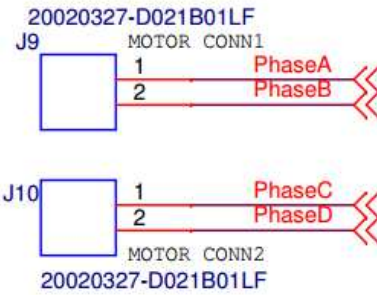 20020327-D021B01LF
J9
MOTOR CONN1
1
PhaseA
2
PhaseB
J10
1
PhaseC
2
PhaseD
MOTOR CONN2
20020327-D021B01LF